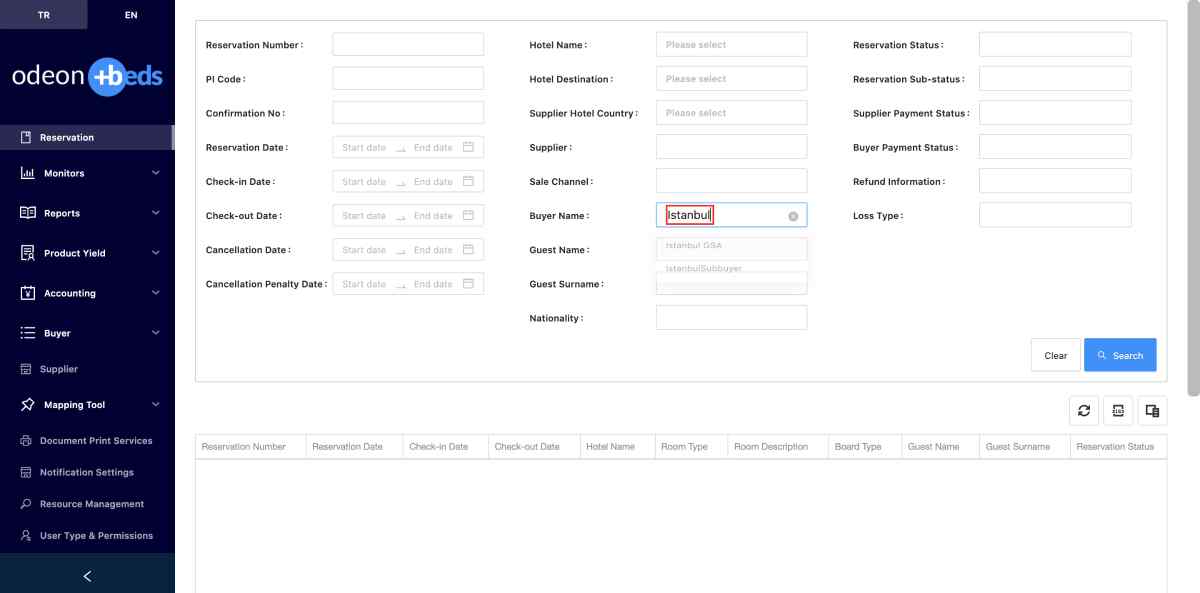 TR
EN
odeon +beds
Reservation
Monitors
Reports
Product Yield
Accounting
Buyer
Supplier
Mapping Tool
Document Print Services
Notification Settings
Resource Management
User Type & Permissions
Reservation Number :
PI Code :
Confirmation No :
Reservation Date : Start date End date
Check-in Date : Start date End date
Check-out Date : Start date End date
Cancellation Date : Start date End date
Cancellation Penalty Date : Start date End date
Hotel Name : Please select
Hotel Destination : Please select
Supplier Hotel Country : Please select
Supplier :
Sale Channel :
Buyer Name : Istanbul
Istanbul GSA
IstanbulSubbuyer
Guest Name :
Guest Surname :
Nationality :
Reservation Status :
Reservation Sub-status :
Supplier Payment Status :
Buyer Payment Status :
Refund Information :
Loss Type :
Clear
Search
Reservation Number Reservation Date Check-in Date Check-out Date Hotel Name Room Type Room Description Board Type Guest Name Guest Surname Reservation Status